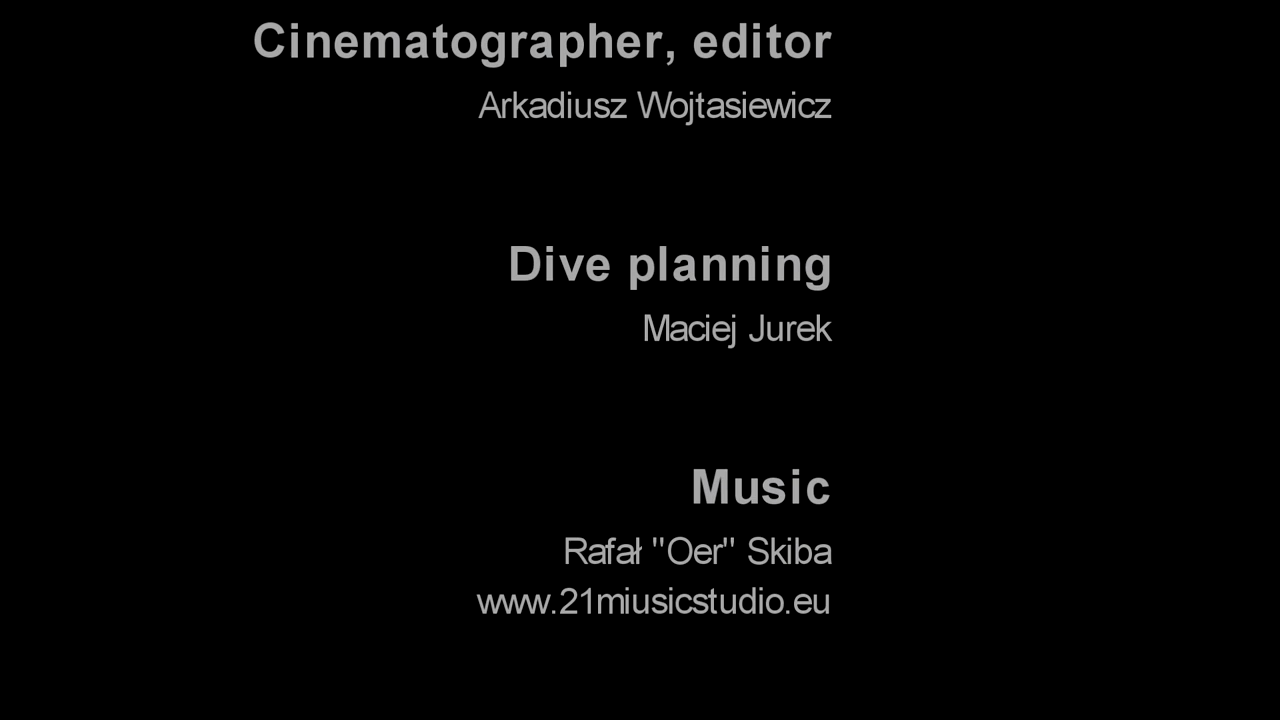 Cinematographer, editor
Arkadiusz Wojtasiewicz
Dive planning
Maciej Jurek
Music
Rafał "Oer" Skiba
www.21miusicstudio.eu